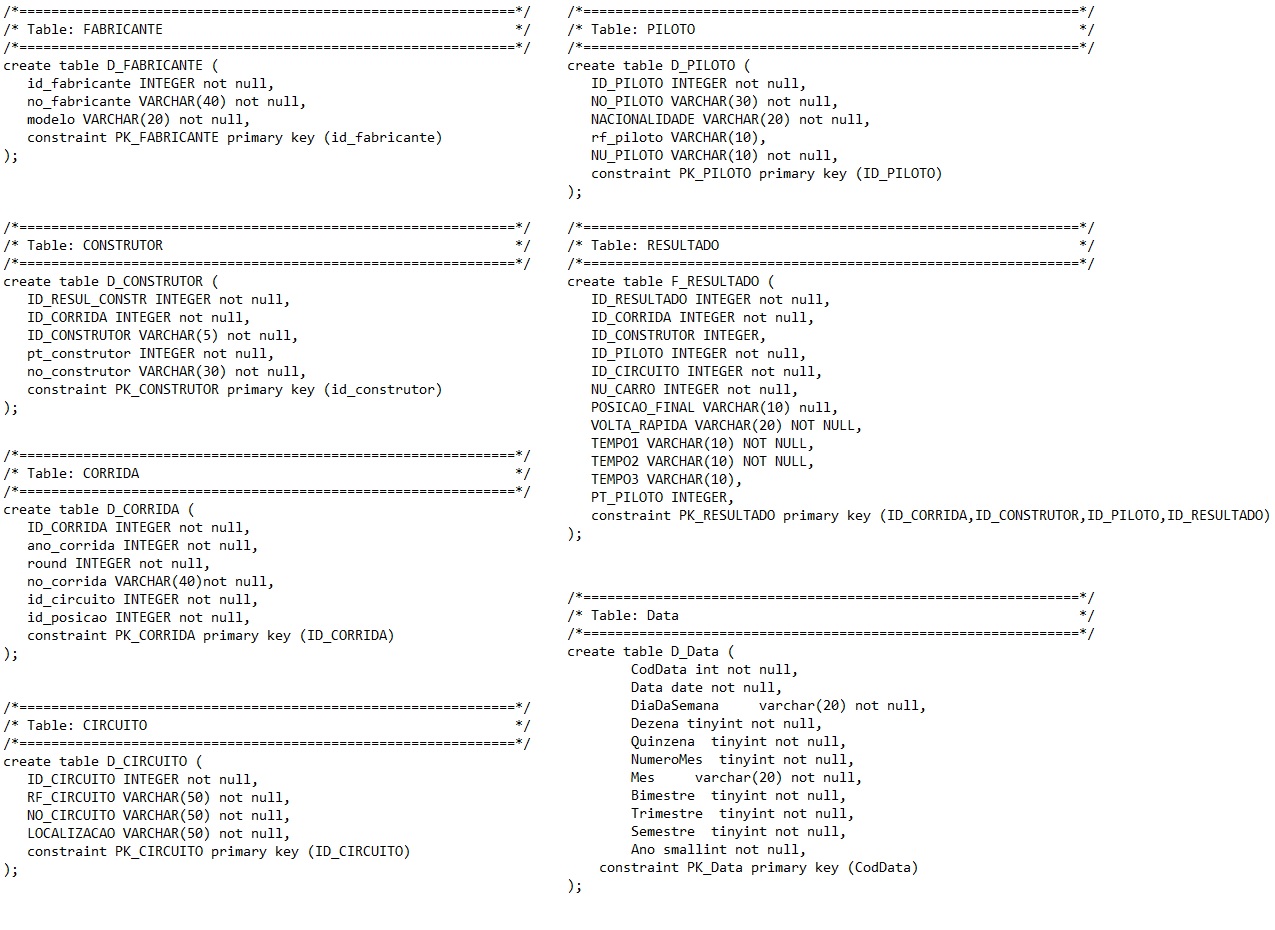 /*==============================================================*/
/* Table: FABRICANTE */
/*==============================================================*/
create table D_FABRICANTE (
id_fabricante INTEGER not null,
no_fabricante VARCHAR(40) not null,
modelo VARCHAR(20) not null,
constraint PK_FABRICANTE primary key (id_fabricante)
);
/*==============================================================*/
/* Table: CONSTRUTOR */
/*==============================================================*/
create table D_CONSTRUTOR (
ID_RESUL_CONSTR INTEGER not null,
ID_CORRIDA INTEGER not null,
ID_CONSTRUTOR VARCHAR(5) not null,
pt_construtor INTEGER not null,
no_construtor VARCHAR(30) not null,
constraint PK_CONSTRUTOR primary key (id_construtor)
);
/*==============================================================*/
/* Table: CORRIDA */
/*==============================================================*/
create table D_CORRIDA (
ID_CORRIDA INTEGER not null,
ano_corrida INTEGER not null,
round INTEGER not null,
no_corrida VARCHAR(40)not null,
id_circuito INTEGER not null,
id_posicao INTEGER not null,
constraint PK_CORRIDA primary key (ID_CORRIDA)
);
/*==============================================================*/
/* Table: CIRCUITO */
/*==============================================================*/
create table D_CIRCUITO (
ID_CIRCUITO INTEGER not null,
RF_CIRCUITO VARCHAR(50) not null,
NO_CIRCUITO VARCHAR(50) not null,
LOCALIZACAO VARCHAR(50) not null,
constraint PK_CIRCUITO primary key (ID_CIRCUITO)
);
/*==============================================================*/
/* Table: PILOTO */
/*==============================================================*/
create table D_PILOTO (
ID_PILOTO INTEGER not null,
NO_PILOTO VARCHAR(30) not null,
NACIONALIDADE VARCHAR(20) not null,
rf_piloto VARCHAR(10),
NU_PILOTO VARCHAR(10) not null,
constraint PK_PILOTO primary key (ID_PILOTO)
);
/*==============================================================*/
/* Table: RESULTADO */
/*==============================================================*/
create table F_RESULTADO (
ID_RESULTADO INTEGER not null,
ID_CORRIDA INTEGER not null,
ID_CONSTRUTOR INTEGER,
ID_PILOTO INTEGER not null,
ID_CIRCUITO INTEGER not null,
NU_CARRO INTEGER not null,
POSICAO_FINAL VARCHAR(10) null,
VOLTA_RAPIDA VARCHAR(20) NOT NULL,
TEMPO1 VARCHAR(10) NOT NULL,
TEMPO2 VARCHAR(10) NOT NULL,
TEMPO3 VARCHAR(10),
PT_PILOTO INTEGER,
constraint PK_RESULTADO primary key (ID_CORRIDA,ID_CONSTRUTOR,ID_PILOTO,ID_RESULTADO)
);
/*==============================================================*/
/* Table: Data */
/*==============================================================*/
create table D_Data (
CodData int not null,
Data date not null,
DiaDaSemana varchar(20) not null,
Dezena tinyint not null,
Quinzena tinyint not null,
NumeroMes tinyint not null,
Mes varchar(20) not null,
Bimestre tinyint not null,
Trimestre tinyint not null,
Semestre tinyint not null,
Ano smallint not null,
constraint PK_Data primary key (CodData)
);